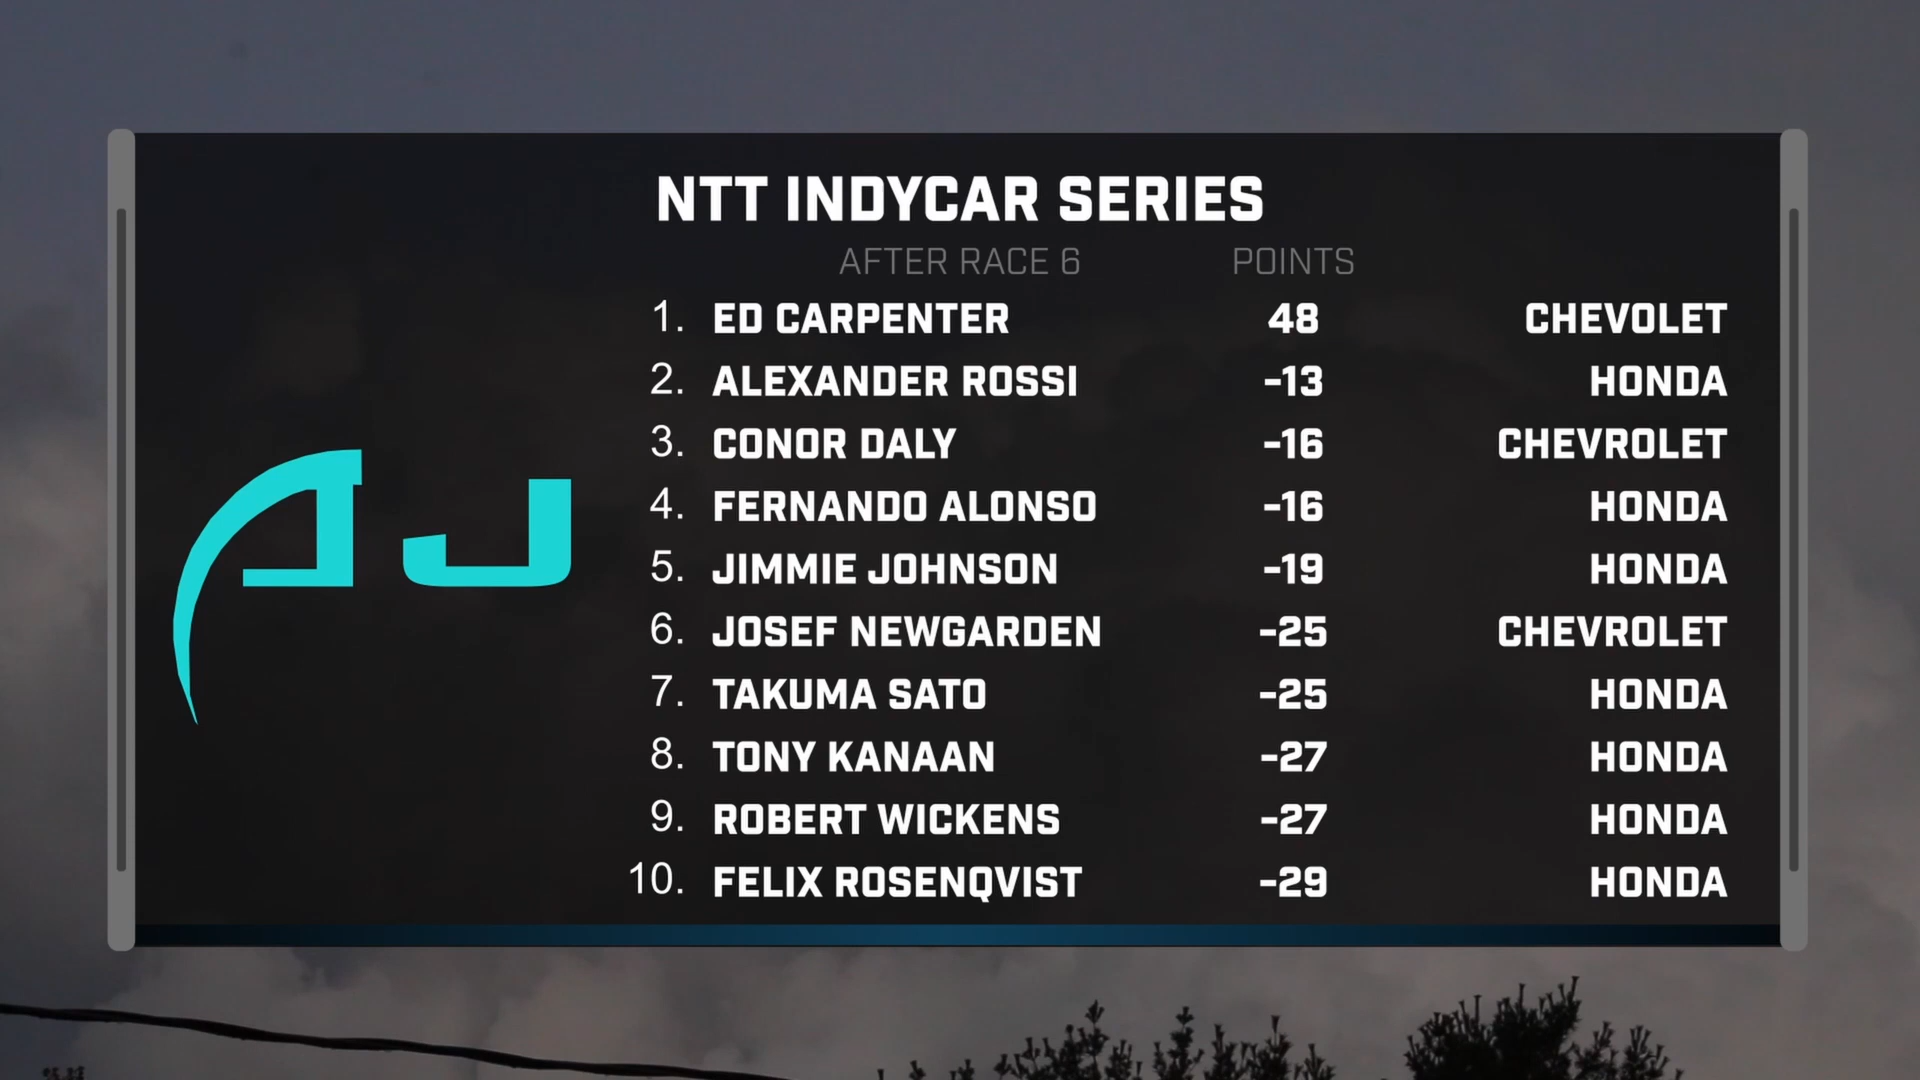 NTT INDYCAR SERIES
AFTER RACE 6 POINTS
1. ED CARPENTER 48 CHEVOLET
2. ALEXANDER ROSSI -13 HONDA
3. CONOR DALY -16 CHEVROLET
4. FERNANDO ALONSO -16 HONDA
5. JIMMIE JOHNSON -19 HONDA
6. JOSEF NEWGARDEN -25 CHEVROLET
7. TAKUMA SATO -25 HONDA
8. TONY KANAAN -27 HONDA
9. ROBERT WICKENS -27 HONDA
10. FELIX ROSENQVIST -29 HONDA
AJ